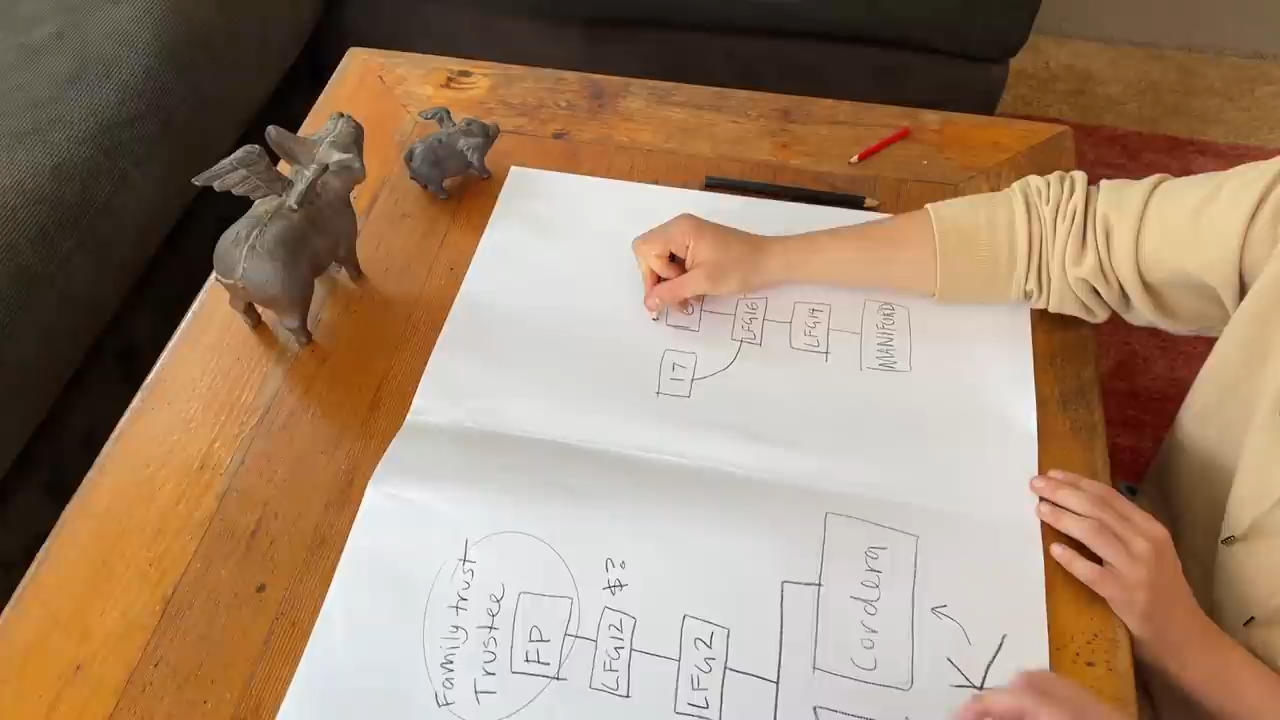 17
LFG16
LFG14
MANIFORD
Family trust
Trustee
FP
LFG12
$?
LFG2
Cordera